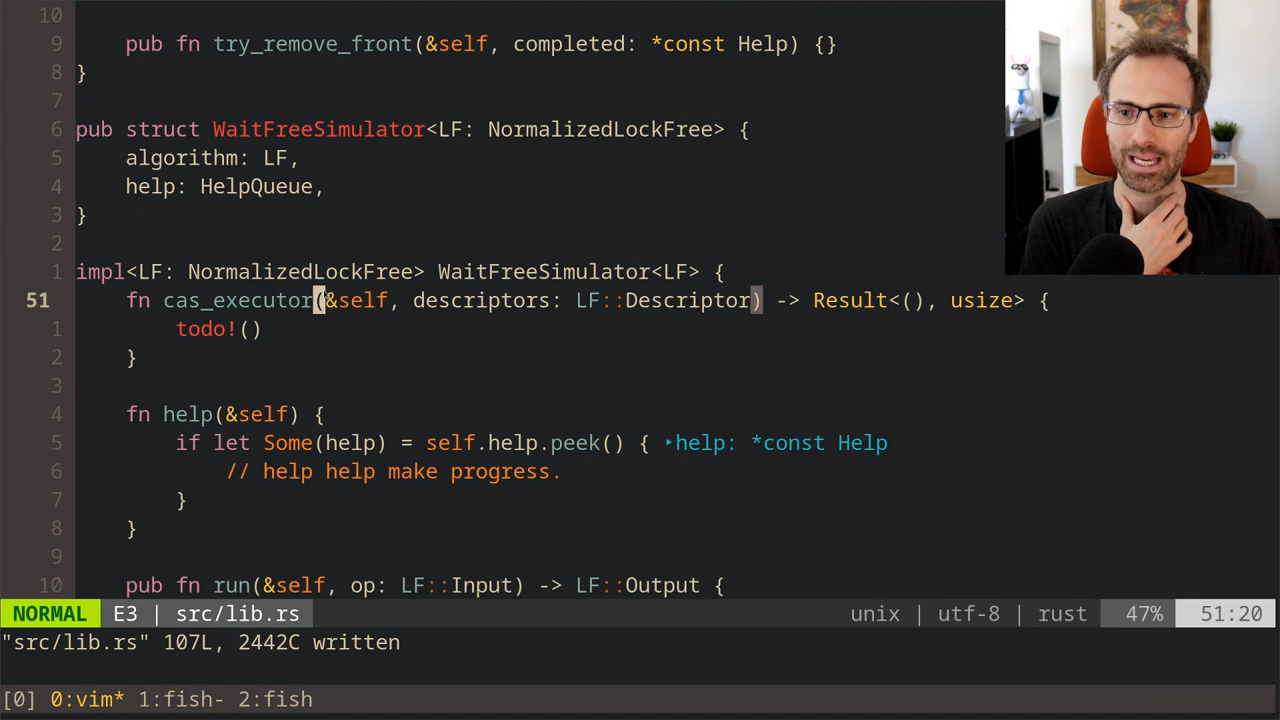 10
9 pub fn try_remove_front(&self, completed: *const Help) {}
8 }
7
6 pub struct WaitFreeSimulator<LF: NormalizedLockFree> {
5 algorithm: LF,
4 help: HelpQueue,
3 }
2
1 impl<LF: NormalizedLockFree> WaitFreeSimulator<LF> {
51 fn cas_executor(&self, descriptors: LF::Descriptor) -> Result<(), usize> {
1 todo!()
2 }
3
4 fn help(&self) {
5 if let Some(help) = self.help.peek() { ‣help: *const Help
6 // help help make progress.
7 }
8 }
9
10 pub fn run(&self, op: LF::Input) -> LF::Output {
NORMAL E3 | src/lib.rs unix | utf-8 | rust 47% 51:20
"src/lib.rs" 107L, 2442C written
[0] 0:vim* 1:fish- 2:fish